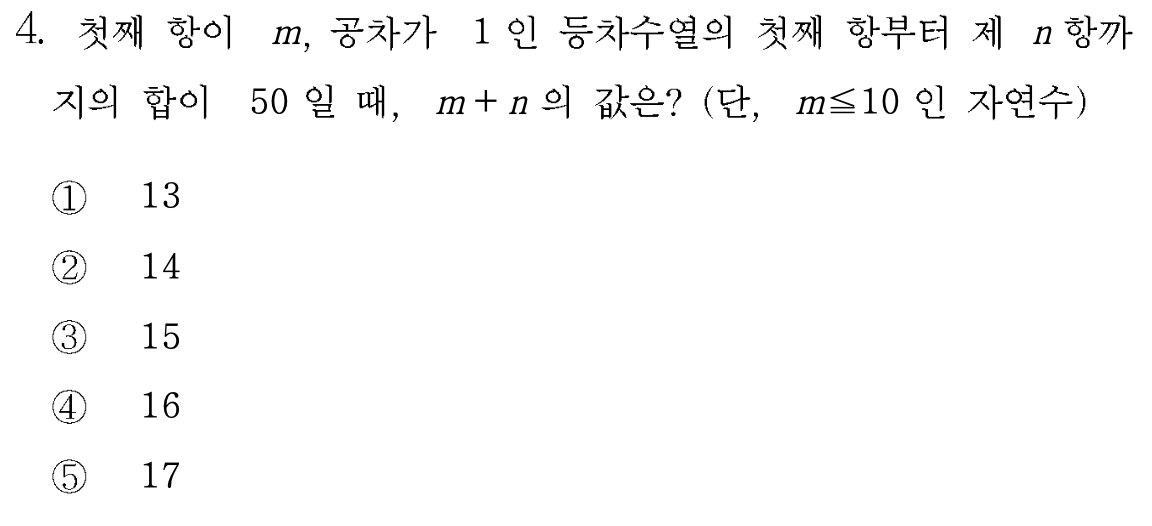 4. 첫째 항이 m, 공차가 1 인 등차수열의 첫째 항부터 제 n 항까
지의 합이 50 일 때, m + n 의 값은? (단, m≦10 인 자연수)
① 13
② 14
③ 15
④ 16
⑤ 17